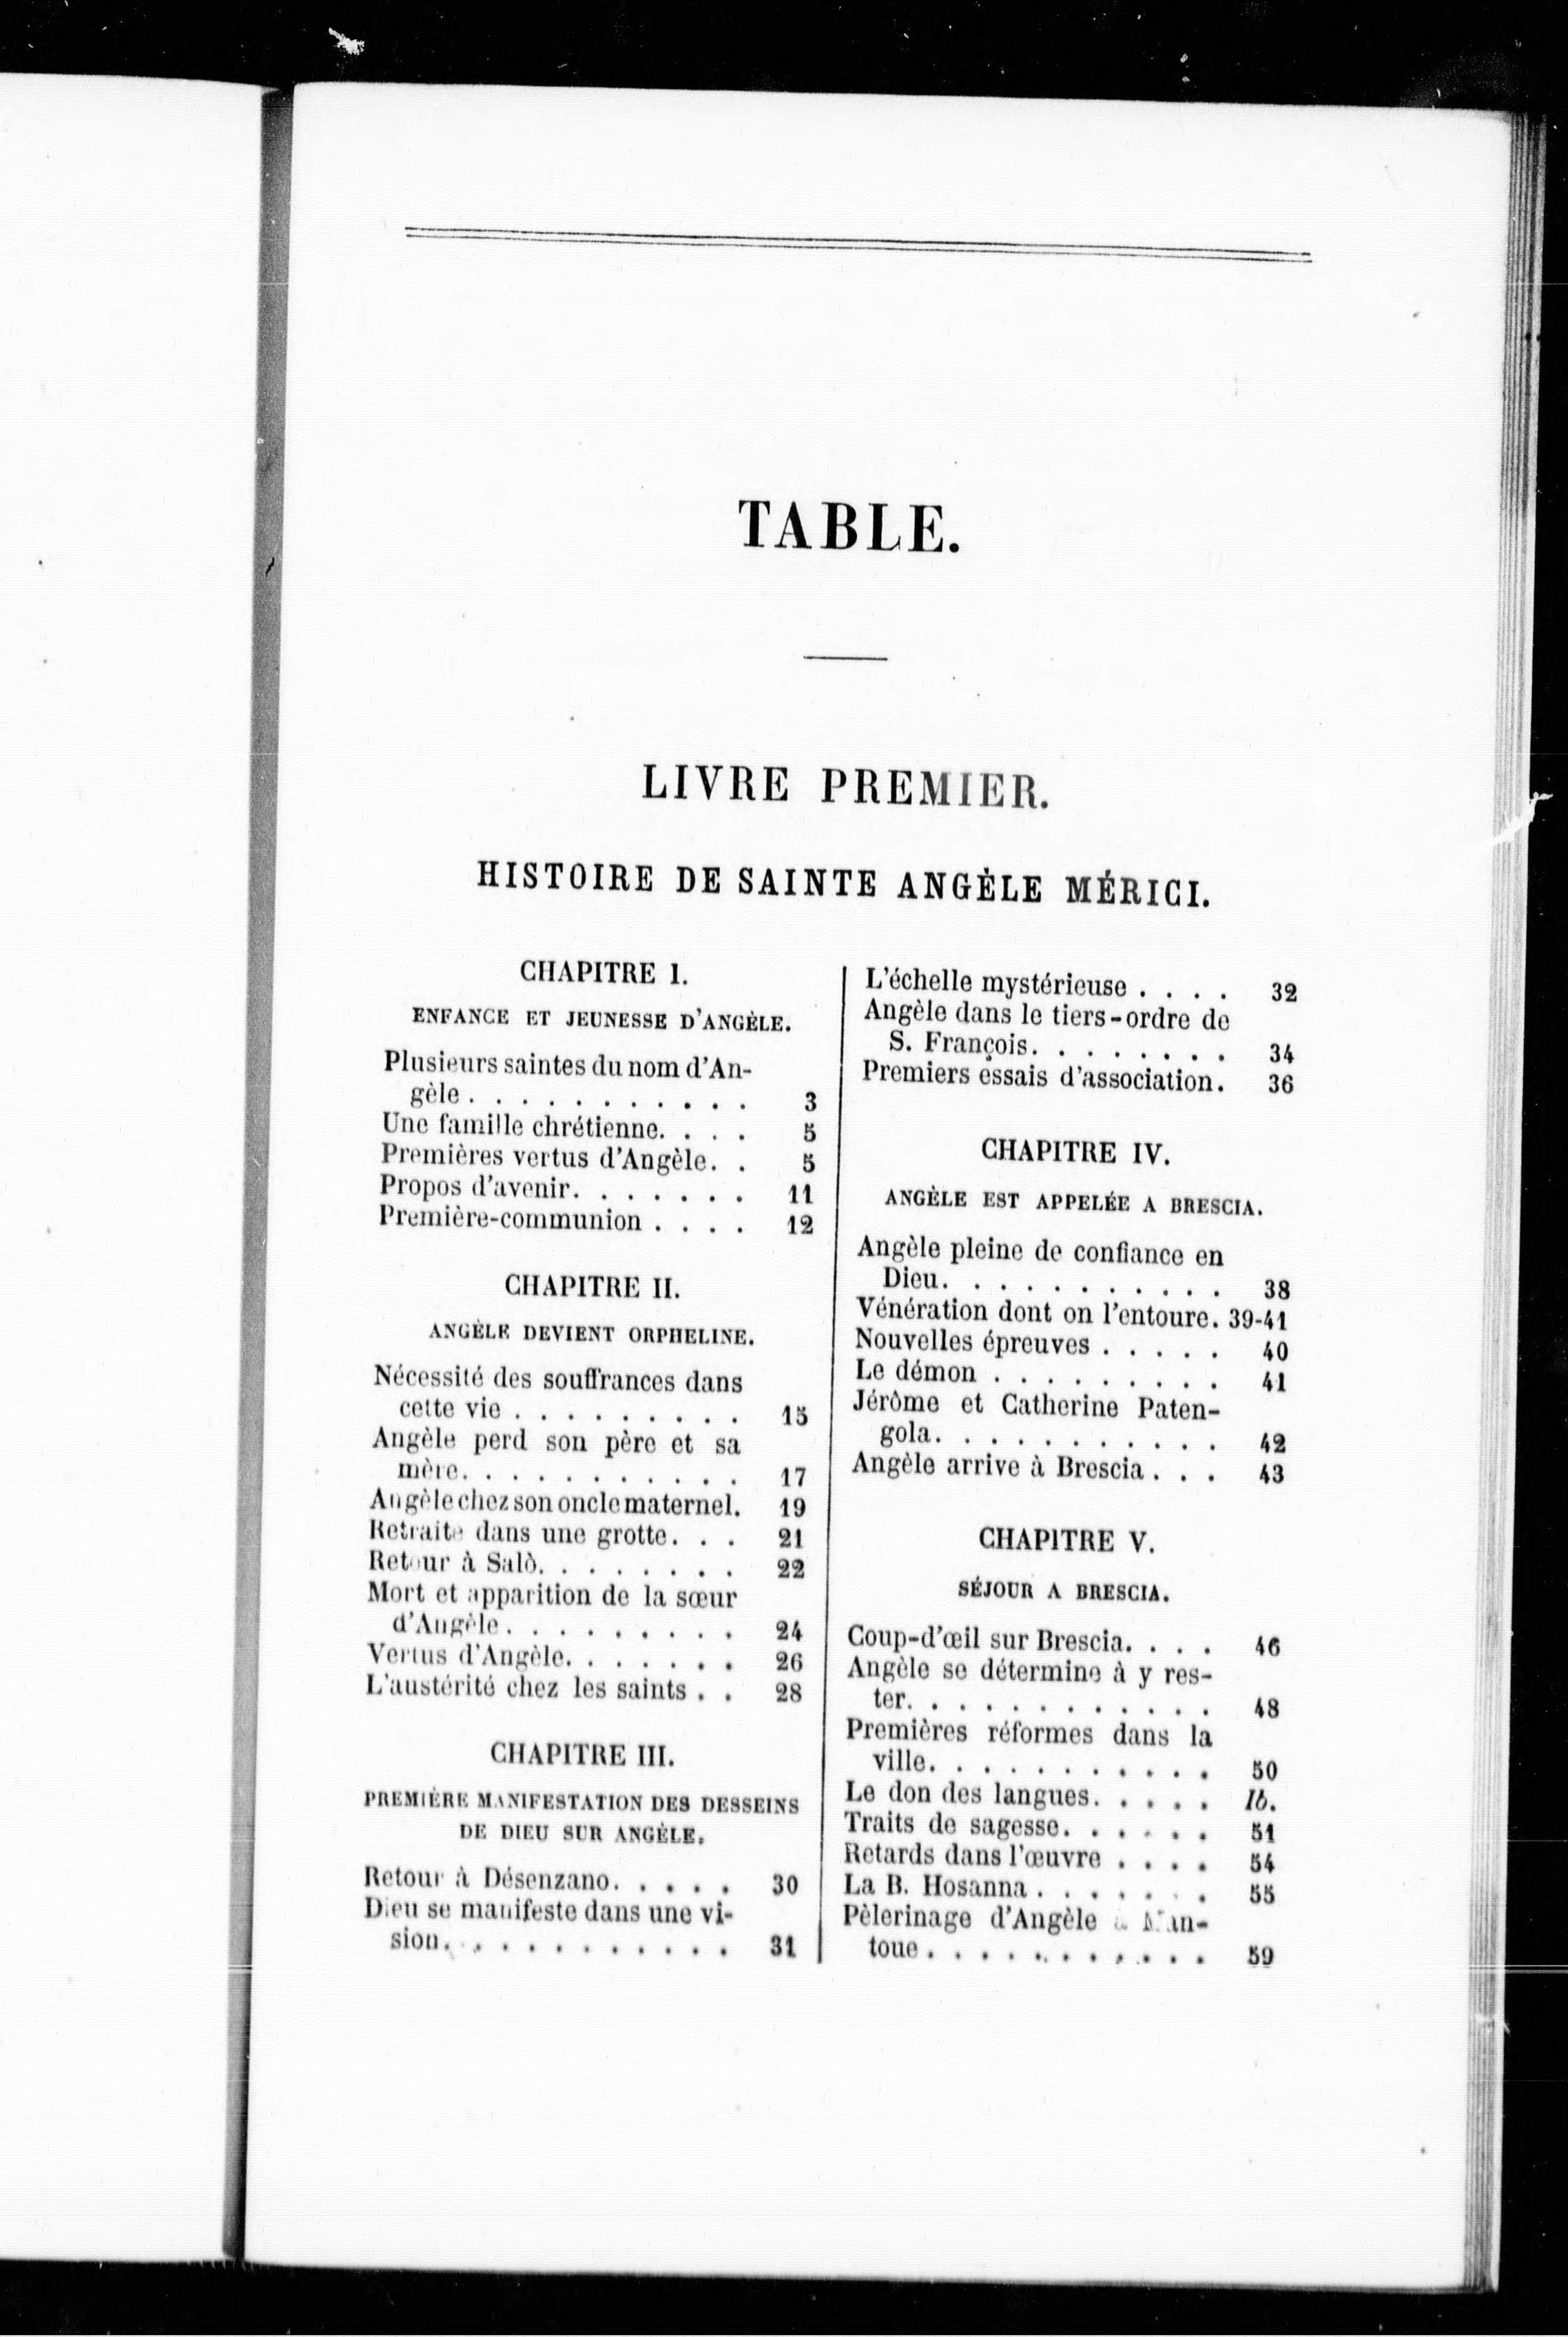 TABLE.
LIVRE PREMIER.
HISTOIRE DE SAINTE ANGÈLE MÉRICI.
CHAPITRE I.
ENFANCE ET JEUNESSE D'ANGÈLE.
Plusieurs saintes du nom d'An-
gèle . . . . . . . . . . . 3
Une famille chrétienne. . . . 5
Premières vertus d'Angèle. . 5
Propos d'avenir. . . . . . . 11
Première-communion . . . . 12
CHAPITRE II.
ANGÈLE DEVIENT ORPHELINE.
Nécessité des souffrances dans
cette vie . . . . . . . . . 15
Angèle perd son père et sa
mère. . . . . . . . . . . 17
Angèle chez son oncle maternel. 19
Retraite dans une grotte. . . 21
Retour à Salò. . . . . . . . 22
Mort et apparition de la sœur
d'Angèle. . . . . . . . . 24
Vertus d'Angèle. . . . . . . 26
L'austérité chez les saints . . 28
CHAPITRE III.
PREMIÈRE MANIFESTATION DES DESSEINS
DE DIEU SUR ANGÈLE.
Retour à Désenzano. . . . . 30
Dieu se manifeste dans une vi-
sion. . . . . . . . . . . 31
L'échelle mystérieuse . . . . 32
Angèle dans le tiers-ordre de
S. François. . . . . . . . 34
Premiers essais d'association. 36
CHAPITRE IV.
ANGÈLE EST APPELÉE A BRESCIA.
Angèle pleine de confiance en
Dieu. . . . . . . . . . . 38
Vénération dont on l'entoure. 39-41
Nouvelles épreuves . . . . . 40
Le démon . . . . . . . . . 41
Jérôme et Catherine Paten-
gola. . . . . . . . . . . 42
Angèle arrive à Brescia . . . 43
CHAPITRE V.
SÉJOUR A BRESCIA.
Coup-d'œil sur Brescia. . . . 46
Angèle se détermine à y res-
ter. . . . . . . . . . . . 48
Premières réformes dans la
ville. . . . . . . . . . . 50
Le don des langues. . . . . Ib.
Traits de sagesse. . . . . . 51
Retards dans l'œuvre . . . . 54
La B. Hosanna . . . . . . . 55
Pèlerinage d'Angèle à Man-
toue . . . . . . . . . . . 59